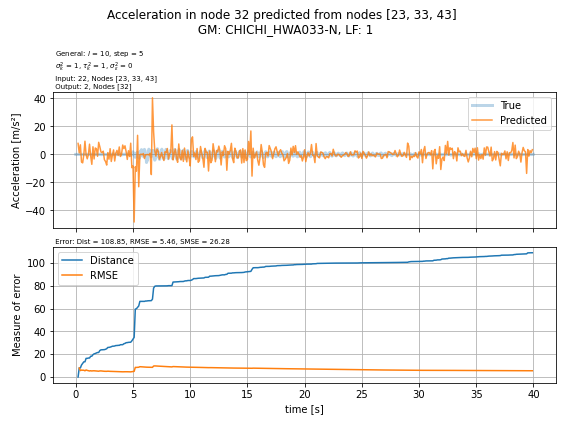 Acceleration in node 32 predicted from nodes [23, 33, 43]
GM: CHICHI_HWA033-N, LF: 1
General: i = 10, step = 5
σ²ᵤ = 1, τ²ₖ = 1, σ²ₑ = 0
Input: 22, Nodes [23, 33, 43]
Output: 2, Nodes [32]
Acceleration [m/s²]
40
20
0
−20
−40
True
Predicted
Error: Dist = 108.85, RMSE = 5.46, SMSE = 26.28
Measure of error
100
80
60
40
20
0
Distance
RMSE
0
5
10
15
20
25
30
35
40
time [s]